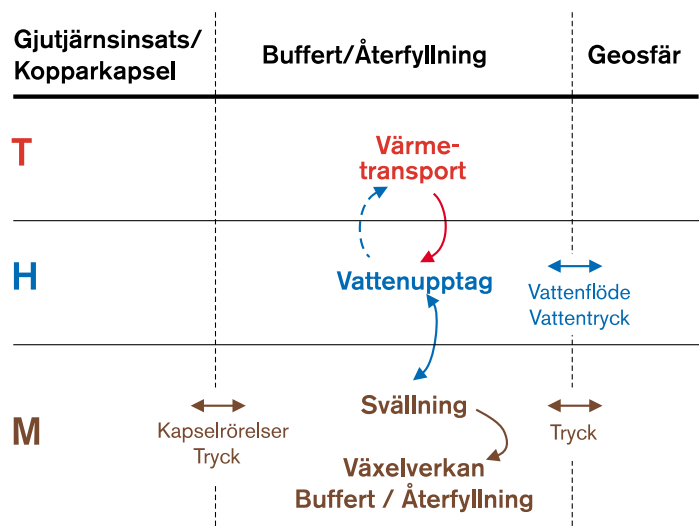 Gjutjärnsinsats/
Kopparkapsel
Buffert/Återfyllning
Geosfär
T
Värme-
transport
H
Vattenupptag
Vattenflöde
Vattentryck
M
Kapselrörelser
Tryck
Svällning
Tryck
Växelverkan
Buffert / Återfyllning